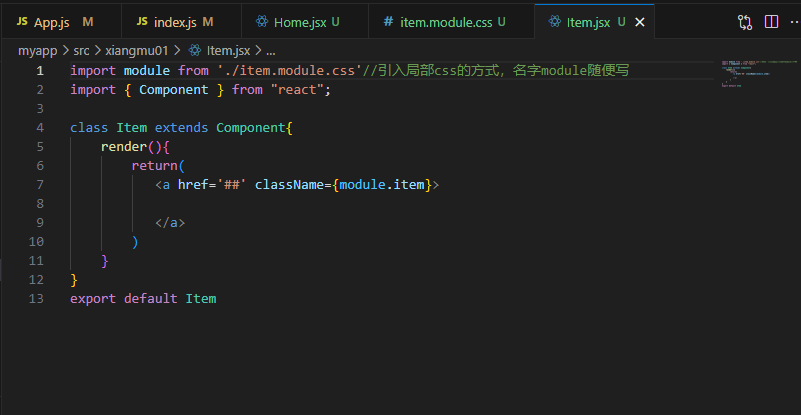 App.js U index.js M Home.jsx U item.module.css U Item.jsx U
myapp > src > xiangmu01 > Item.jsx > ...
1 import module from './item.module.css'//引入局部css的方式，名字module随便写
2 import { Component } from "react";
3
4 class Item extends Component{
5 render(){
6 return(
7 <a href='##' className={module.item}>
8
9 </a>
10 )
11 }
12 }
13 export default Item